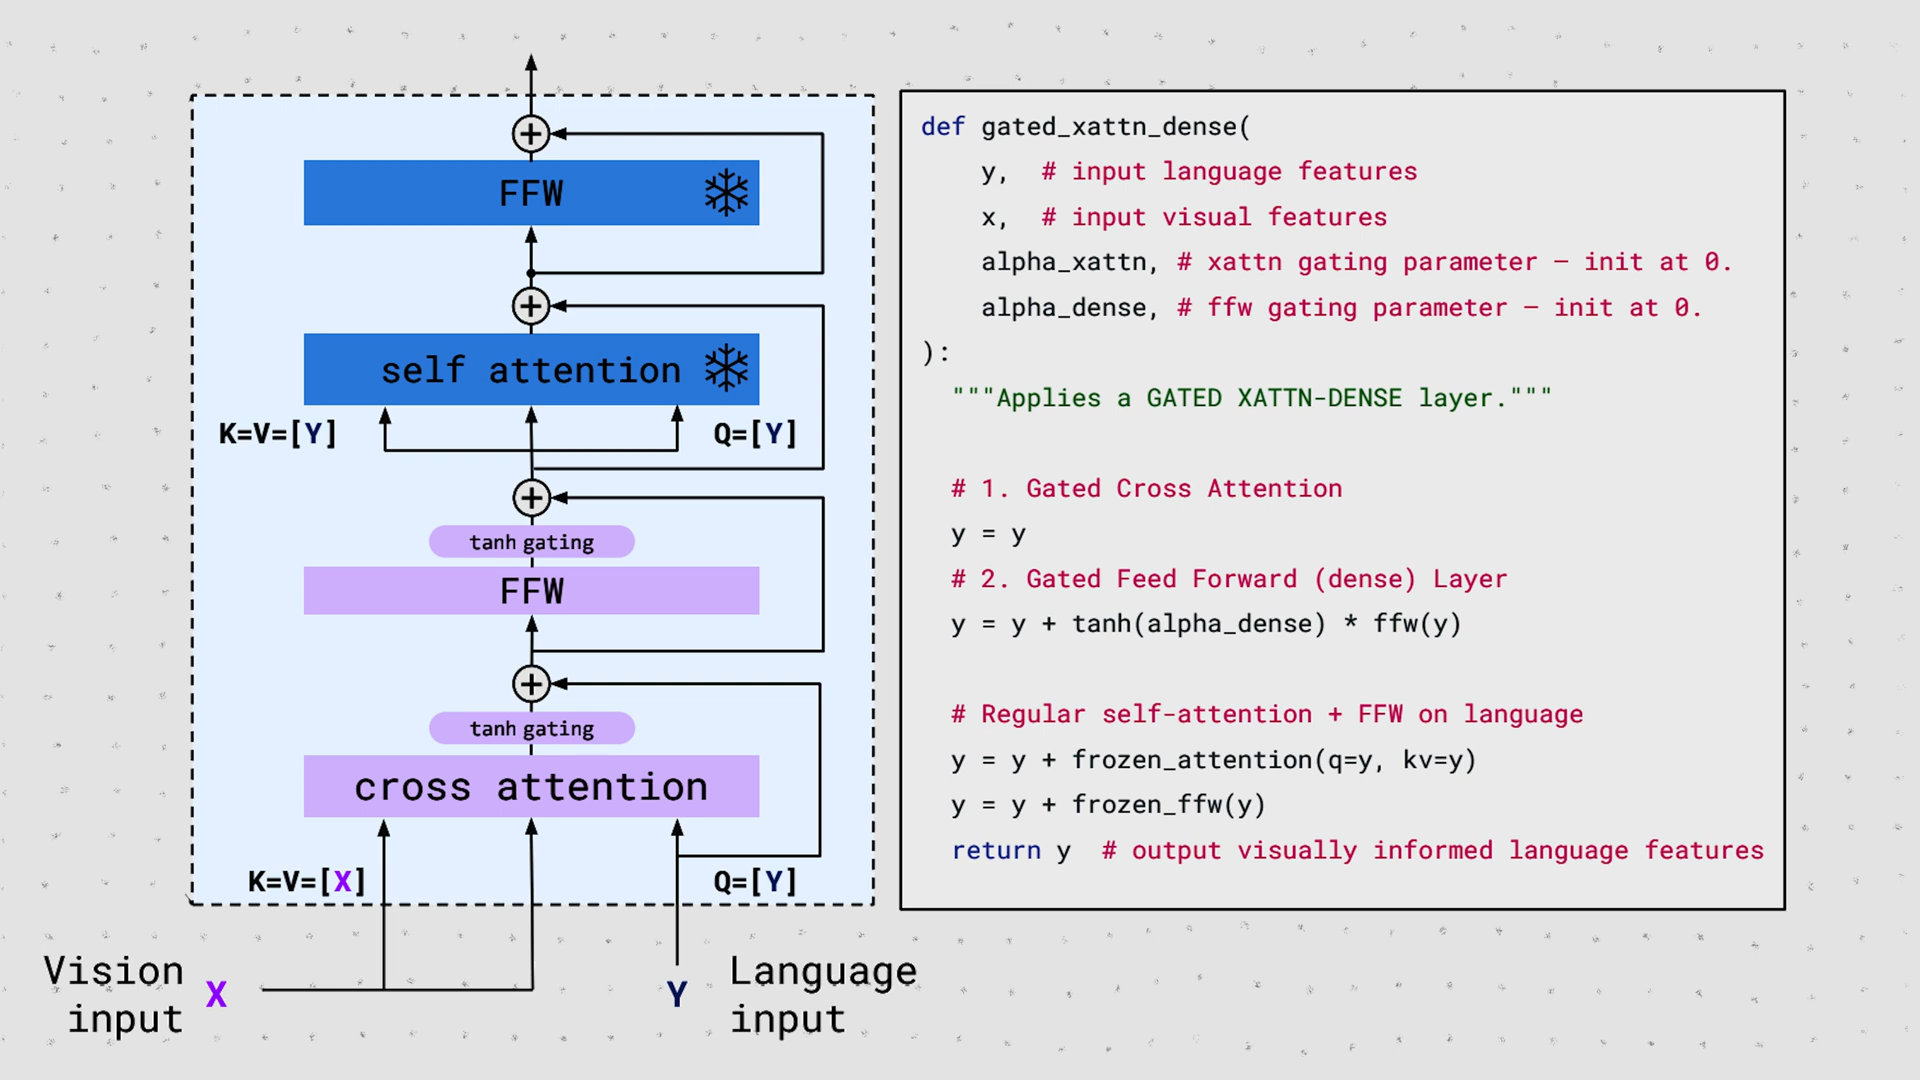 FFW
self attention
K=V=[Y]
Q=[Y]
tanh gating
FFW
tanh gating
cross attention
K=V=[X]
Q=[Y]
Vision
input
X
Y
Language
input
def gated_xattn_dense(
y,  # input language features
x,  # input visual features
alpha_xattn, # xattn gating parameter – init at 0.
alpha_dense, # ffw gating parameter – init at 0.
):
"""Applies a GATED XATTN-DENSE layer."""
# 1. Gated Cross Attention
y = y
# 2. Gated Feed Forward (dense) Layer
y = y + tanh(alpha_dense) * ffw(y)
# Regular self-attention + FFW on language
y = y + frozen_attention(q=y, kv=y)
y = y + frozen_ffw(y)
return y  # output visually informed language features